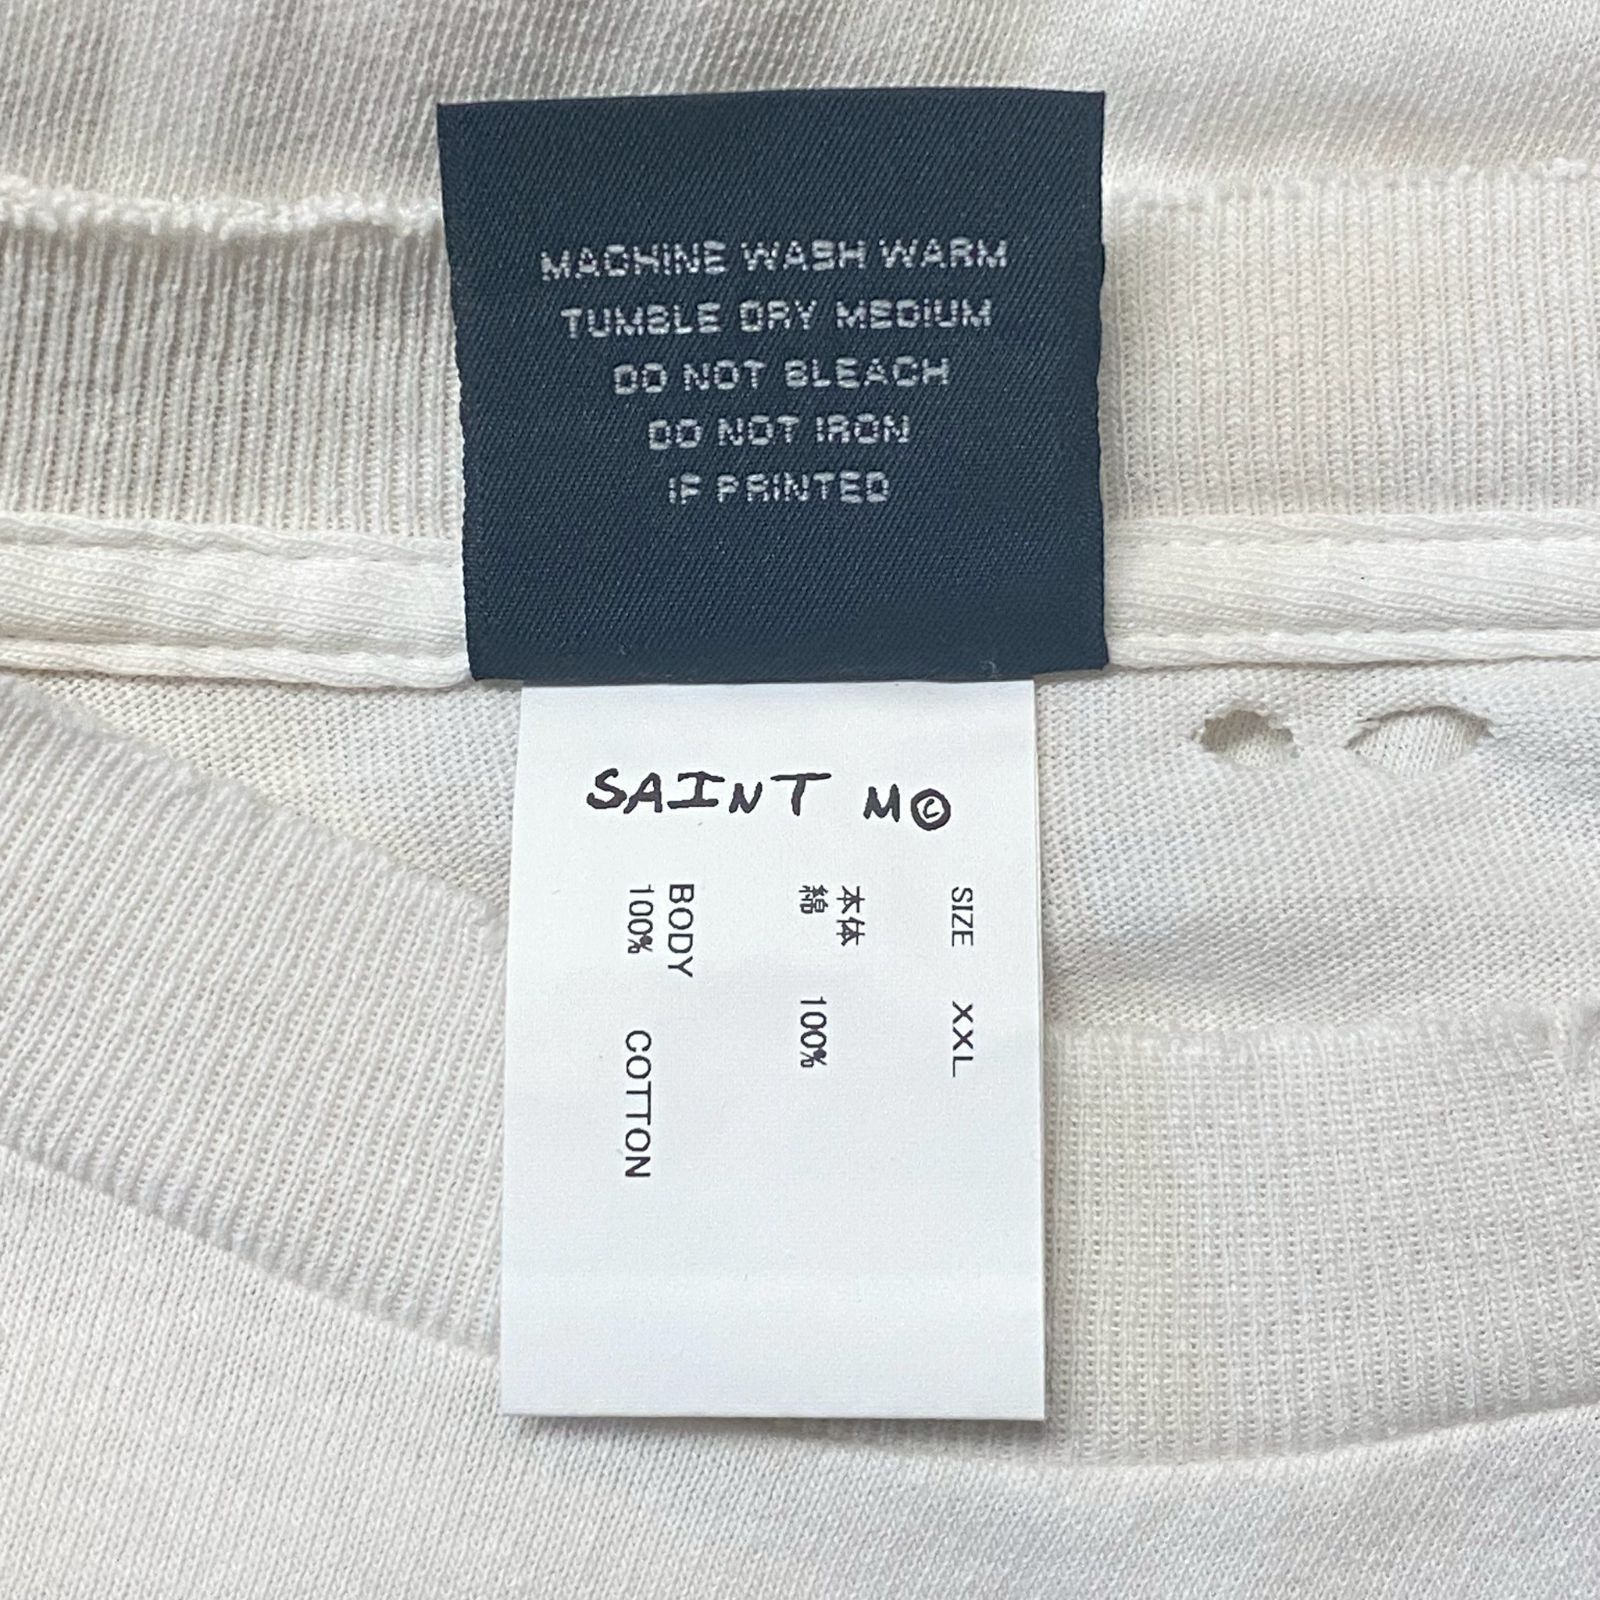 MACHINE WASH WARM
TUMBLE DRY MEDIUM
DO NOT BLEACH
DO NOT IRON
IF PRINTED
SAINT M©
SIZE XXL
本体
綿 100%
BODY
100% COTTON